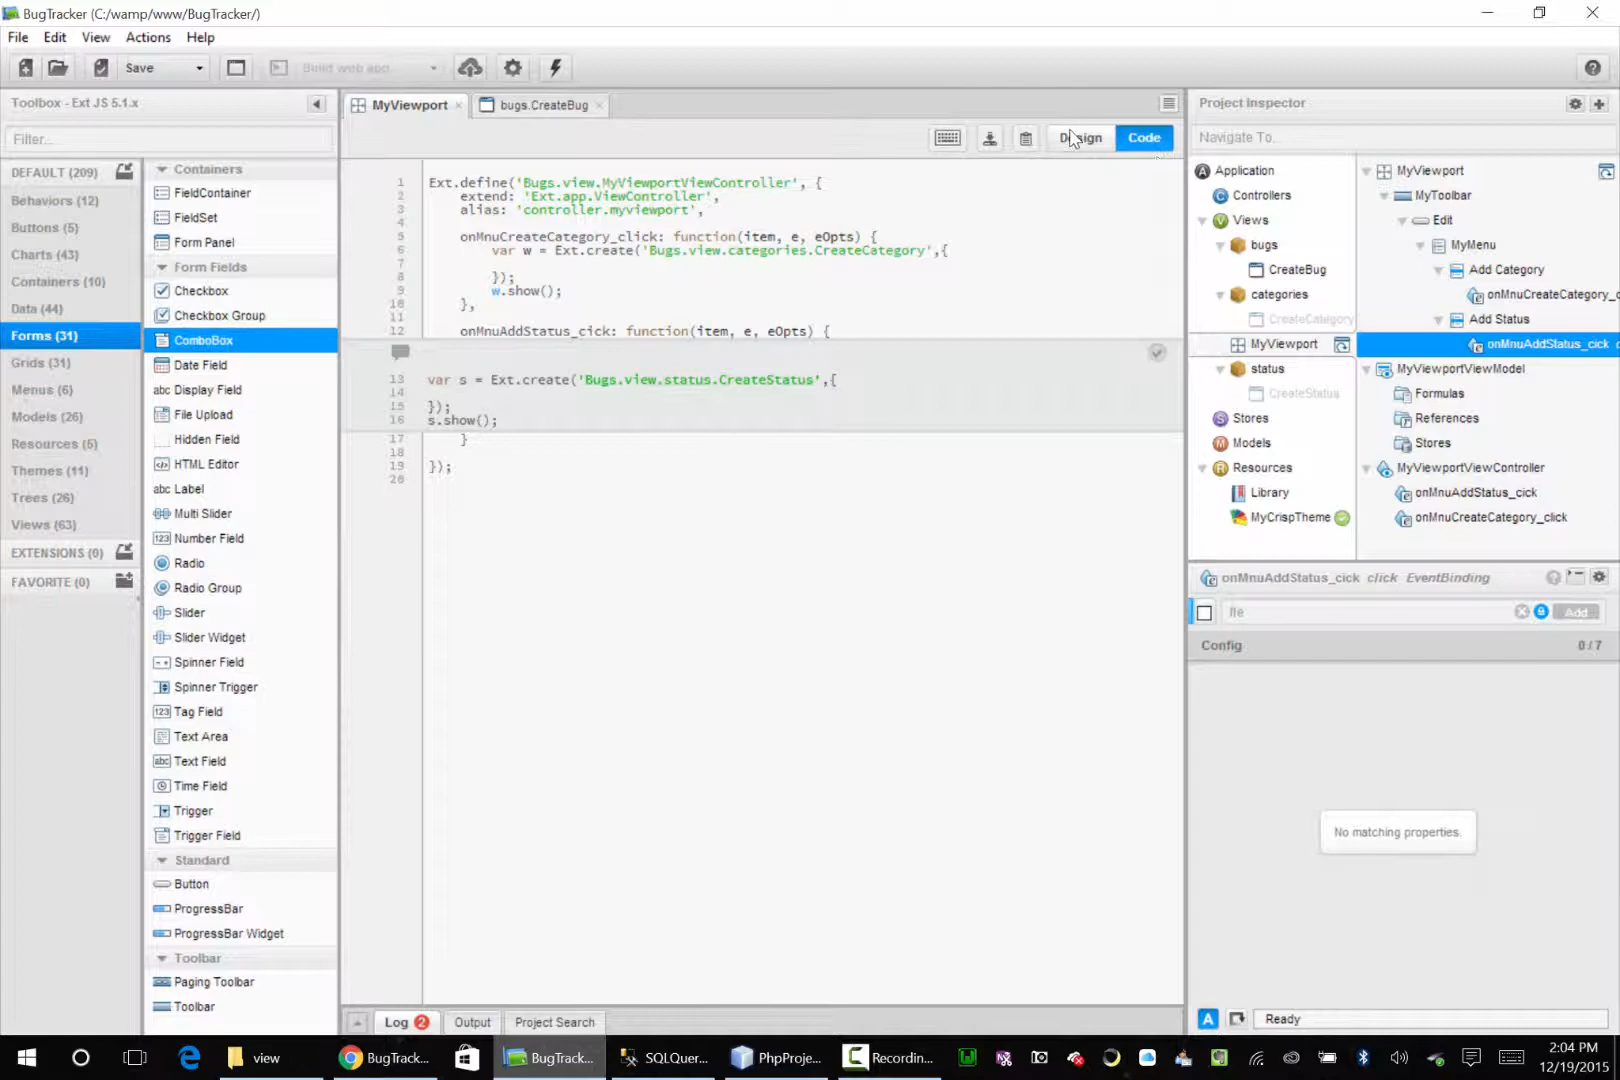 BugTracker (C:/wamp/www/BugTracker/)
File Edit View Actions Help
Save Build web app
Toolbox - Ext JS 5.1.x
Filter...
DEFAULT (209)
Behaviors (12)
Buttons (5)
Charts (43)
Containers (10)
Data (44)
Forms (31)
Grids (31)
Menus (6)
Models (26)
Resources (5)
Themes (11)
Trees (26)
Views (63)
EXTENSIONS (0)
FAVORITE (0)
Containers
FieldContainer
FieldSet
Form Panel
Form Fields
Checkbox
Checkbox Group
ComboBox
Date Field
abc Display Field
File Upload
Hidden Field
HTML Editor
abc Label
Multi Slider
123 Number Field
Radio
Radio Group
Slider
Slider Widget
Spinner Field
Spinner Trigger
123 Tag Field
Text Area
abc Text Field
Time Field
Trigger
Trigger Field
Standard
Button
ProgressBar
ProgressBar Widget
Toolbar
Paging Toolbar
Toolbar
MyViewport × bugs.CreateBug ×
Design Code
1 Ext.define('Bugs.view.MyViewportViewController', {
2 extend: 'Ext.app.ViewController',
3 alias: 'controller.myviewport',
4
5 onMnuCreateCategory_click: function(item, e, eOpts) {
6 var w = Ext.create('Bugs.view.categories.CreateCategory',{
7
8 });
9 w.show();
10 },
11
12 onMnuAddStatus_cick: function(item, e, eOpts) {
13 var s = Ext.create('Bugs.view.status.CreateStatus',{
14
15 });
16 s.show();
17 }
18
19 });
20
Log 2 Output Project Search
Project Inspector
Navigate To...
Application
Controllers
Views
bugs
CreateBug
categories
CreateCategory
MyViewport
status
CreateStatus
Stores
Models
Resources
Library
MyCrispTheme
MyViewport
MyToolbar
Edit
MyMenu
Add Category
onMnuCreateCategory_c
Add Status
onMnuAddStatus_cick c
MyViewportViewModel
Formulas
References
Stores
MyViewportViewController
onMnuAddStatus_cick
onMnuCreateCategory_click
onMnuAddStatus_cick click EventBinding
Add
Config 0 / 7
No matching properties.
A Ready
view BugTrack... BugTrack... SQLQuer... PhpProje... Recordin...
2:04 PM
12/19/2015